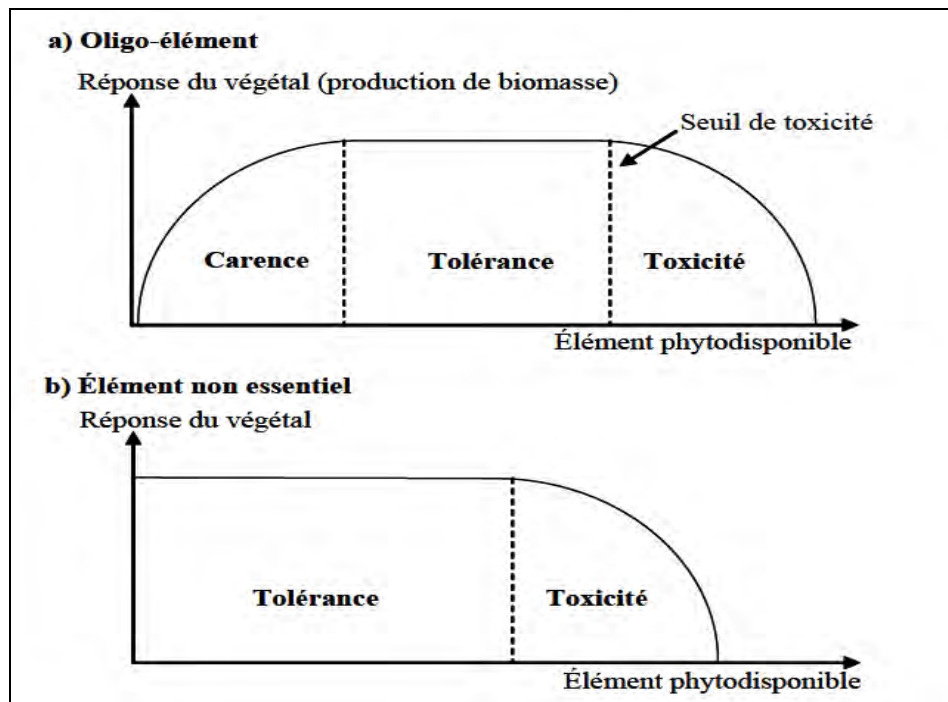 a) Oligo-élément
Réponse du végétal (production de biomasse)
Seuil de toxicité
Carence
Tolérance
Toxicité
Élément phytodisponible
b) Élément non essentiel
Réponse du végétal
Tolérance
Toxicité
Élément phytodisponible